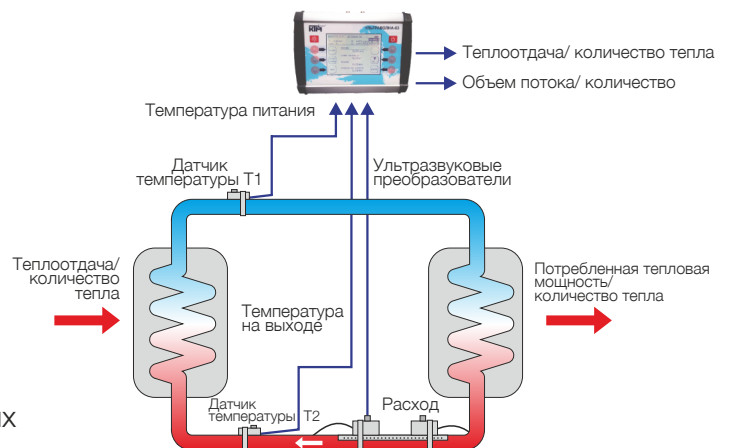 Теплоотдача/ количество тепла
Объем потока/ количество
Температура питания
Датчик
температуры Т1
Ультразвуковые
преобразователи
Теплоотдача/
количество
тепла
Температура
на выходе
Потребленная тепловая
мощность/
количество тепла
Датчик
температуры Т2
Расход
их